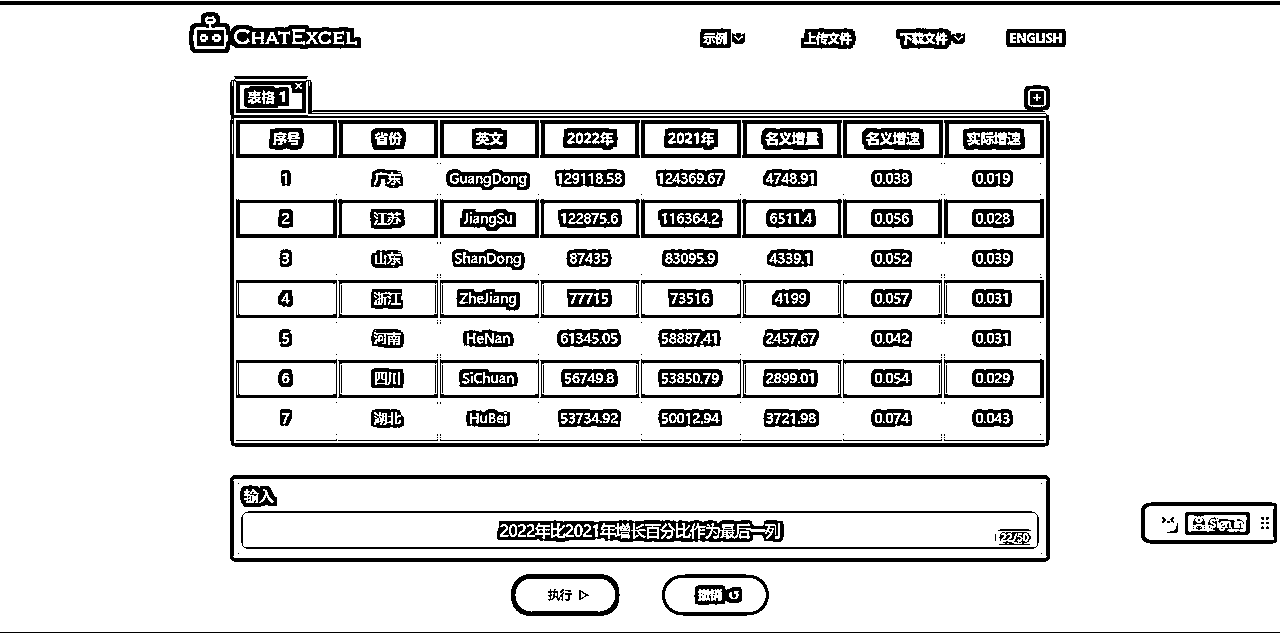 CHATEXCEL
示例 上传文件 下载文件 ENGLISH
表格 1
序号 省份 英文 2022年 2021年 名义增量 名义增速 实际增速
1 广东 GuangDong 129118.58 124369.67 4748.91 0.038 0.019
2 江苏 JiangSu 122875.6 116364.2 6511.4 0.056 0.028
3 山东 ShanDong 87435 83095.9 4339.1 0.052 0.039
4 浙江 ZheJiang 77715 73516 4199 0.057 0.031
5 河南 HeNan 61345.05 58887.41 2457.67 0.042 0.031
6 四川 SiChuan 56749.8 53850.79 2899.01 0.054 0.029
7 湖北 HuBei 53734.92 50012.94 3721.98 0.074 0.043
输入
2022年比2021年增长百分比作为最后一列
22/50
执行 撤销